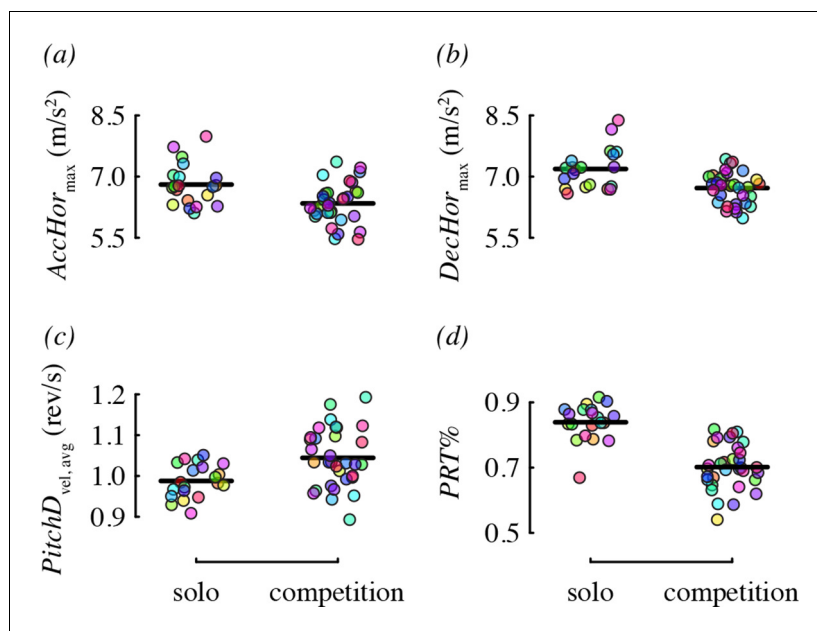 (a)
AccHor max (m/s²)
8.5
7.0
5.5
(b)
DecHor max (m/s²)
8.5
7.0
5.5
(c)
PitchD vel, avg (rev/s)
1.2
1.1
1.0
0.9
solo competition
(d)
PRT%
0.9
0.7
0.5
solo competition